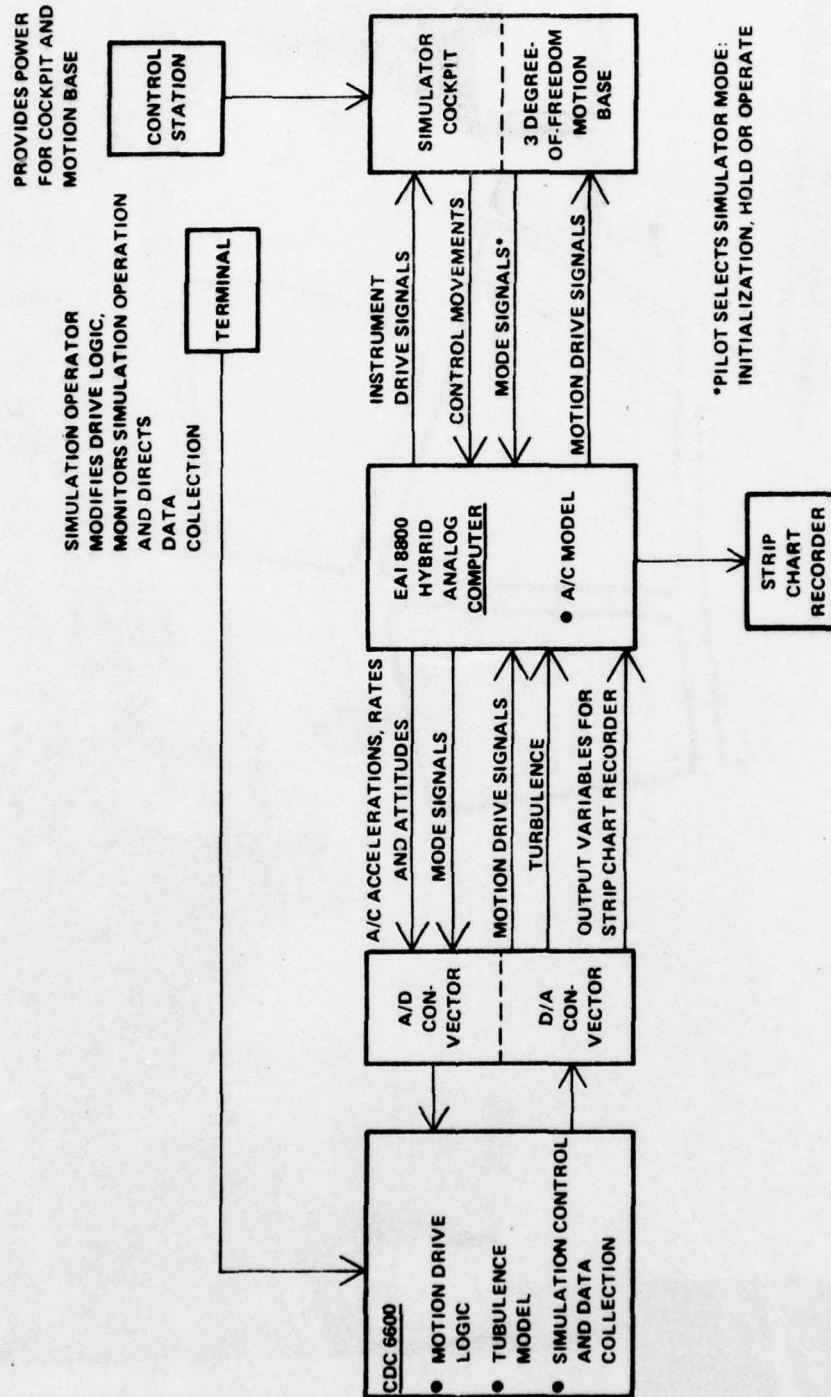 PROVIDES POWER
FOR COCKPIT AND
MOTION BASE
CONTROL
STATION
SIMULATION OPERATOR
MODIFIES DRIVE LOGIC,
MONITORS SIMULATION OPERATION
AND DIRECTS
DATA
COLLECTION
TERMINAL
CDC 6600
● MOTION DRIVE
LOGIC
● TUBULENCE
MODEL
● SIMULATION CONTROL
AND DATA
COLLECTION
A/D
CON-
VECTOR
D/A
CON-
VECTOR
A/C ACCELERATIONS, RATES
AND ATTITUDES
MODE SIGNALS
MOTION DRIVE SIGNALS
TURBULENCE
OUTPUT VARIABLES FOR
STRIP CHART RECORDER
EAI 8800
HYBRID
ANALOG
COMPUTER
● A/C MODEL
INSTRUMENT
DRIVE SIGNALS
CONTROL MOVEMENTS
MODE SIGNALS*
MOTION DRIVE SIGNALS
SIMULATOR
COCKPIT
3 DEGREE-
OF-FREEDOM
MOTION
BASE
STRIP
CHART
RECORDER
*PILOT SELECTS SIMULATOR MODE:
INITIALIZATION, HOLD OR OPERATE